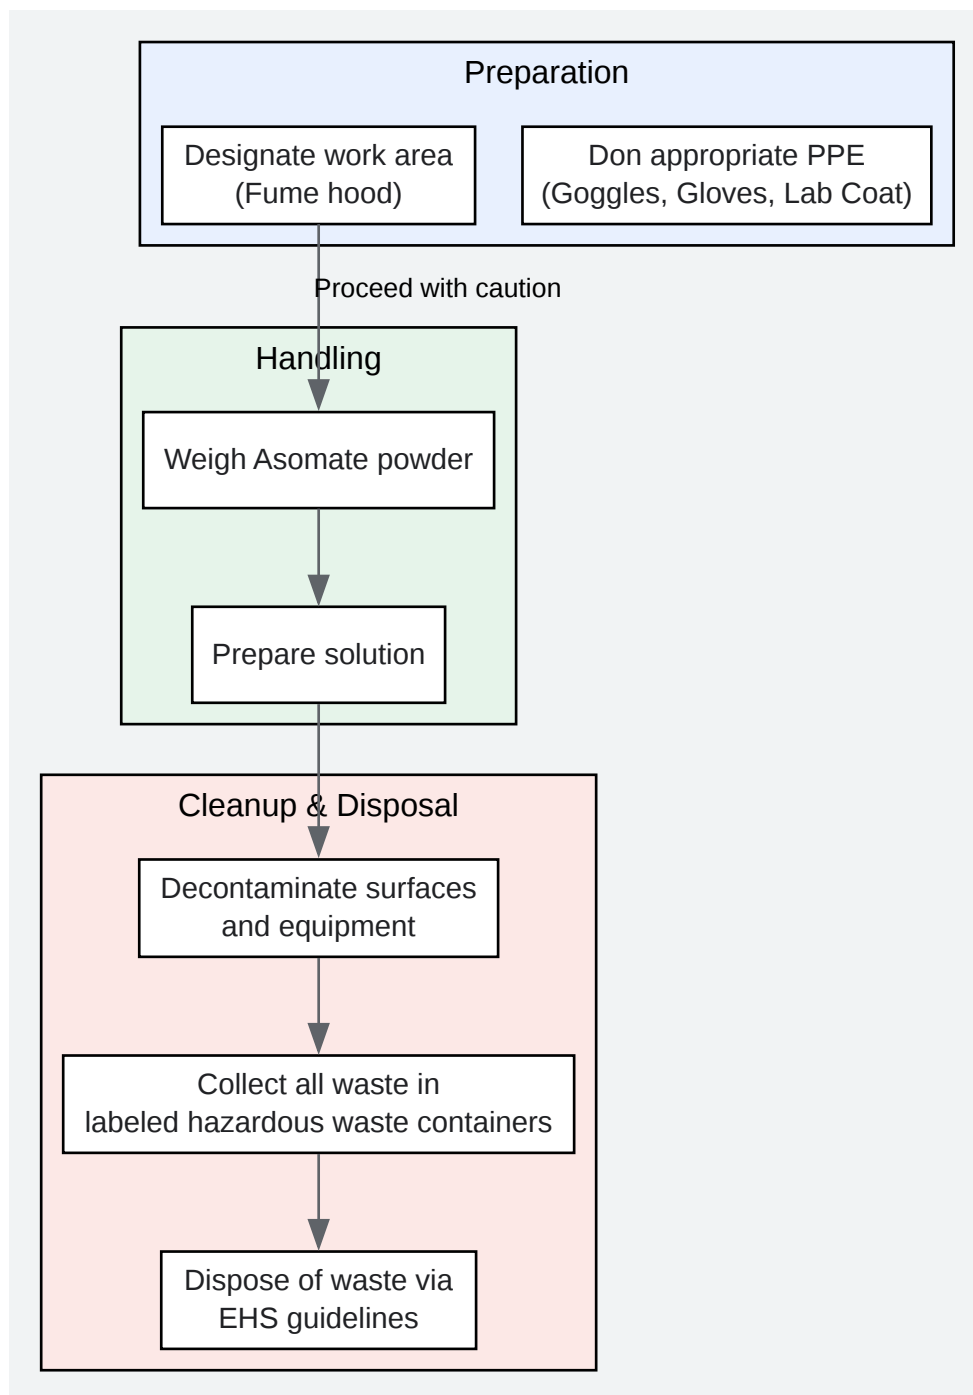 Preparation
Designate work area
(Fume hood)
Don appropriate PPE
(Goggles, Gloves, Lab Coat)
Proceed with caution
Handling
Weigh Asomate powder
Prepare solution
Cleanup & Disposal
Decontaminate surfaces
and equipment
Collect all waste in
labeled hazardous waste containers
Dispose of waste via
EHS guidelines